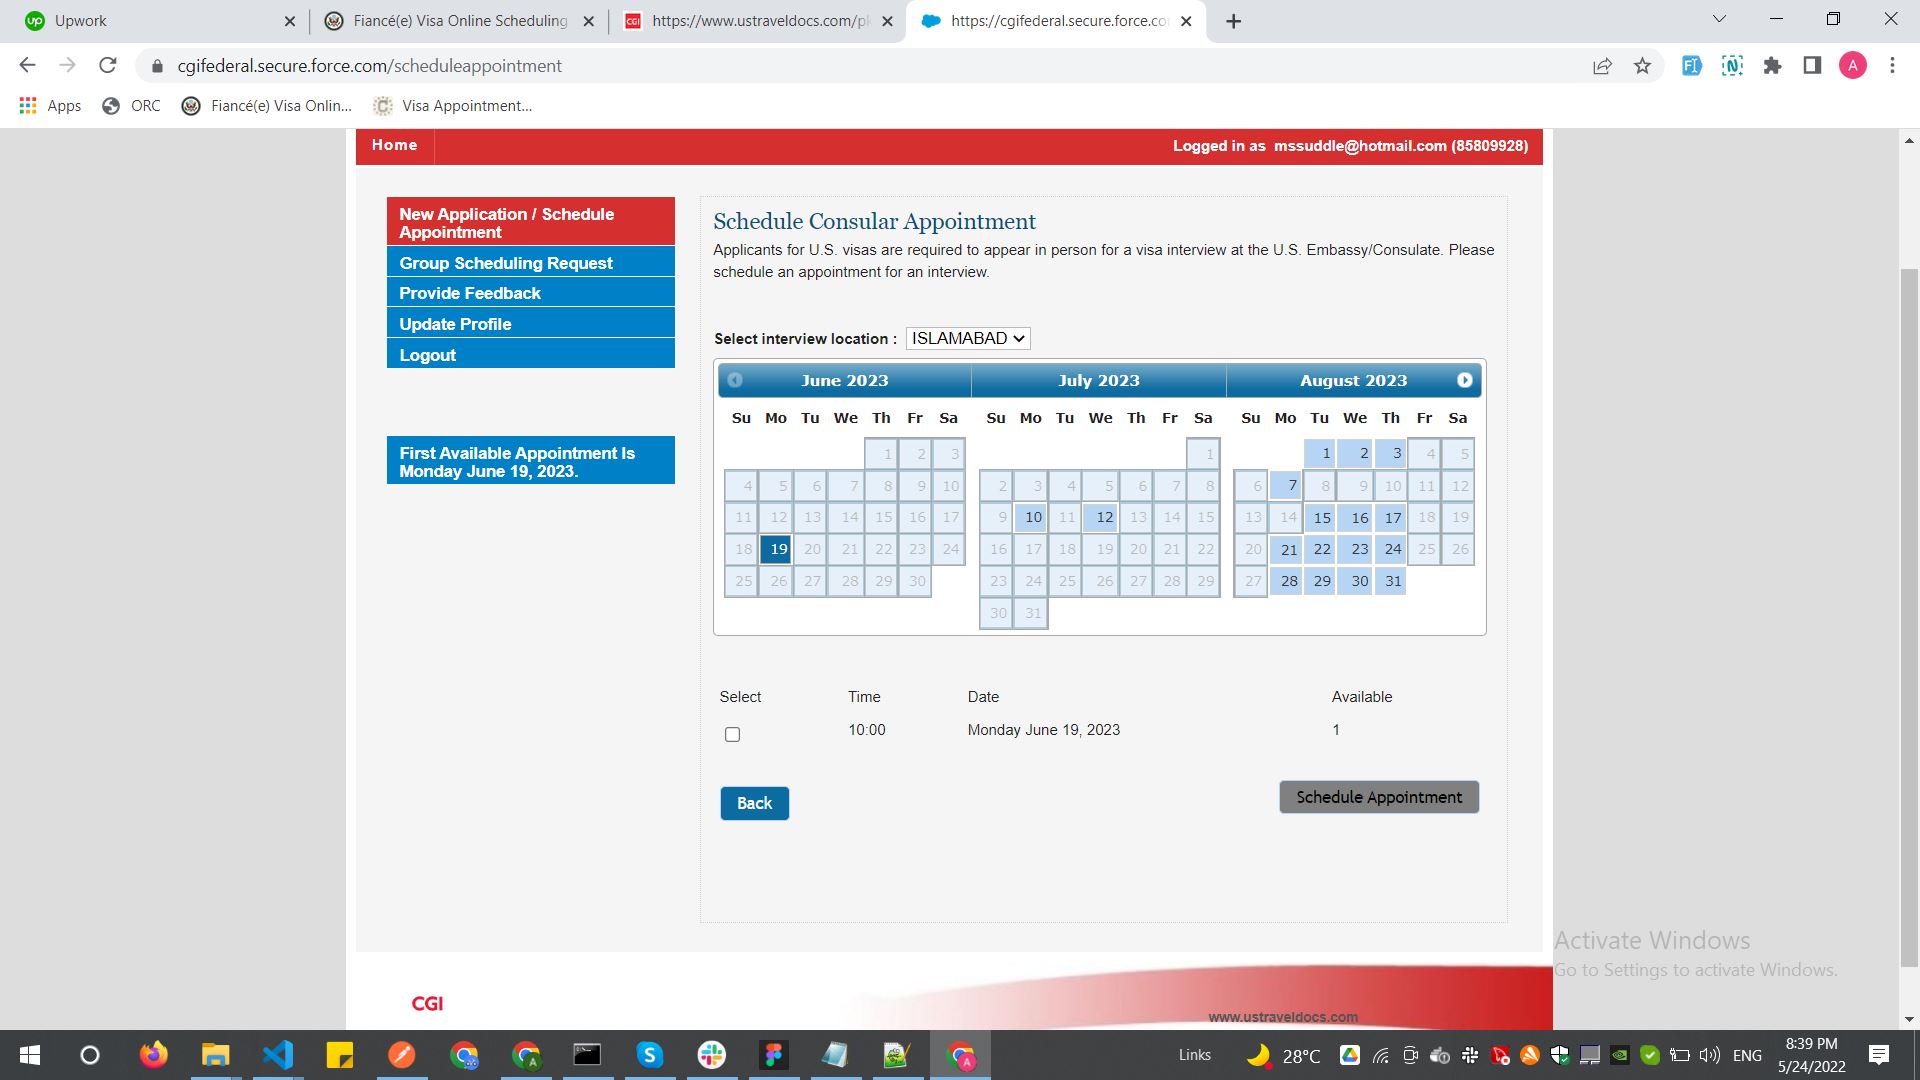 Upwork
Fiancé(e) Visa Online Scheduling
https://www.ustraveldocs.com/pk
https://cgifederal.secure.force.co
cgifederal.secure.force.com/scheduleappointment
A
Apps
ORC
Fiancé(e) Visa Onlin...
Visa Appointment...
Home
Logged in as mssuddle@hotmail.com (85809928)
New Application / Schedule
Appointment
Group Scheduling Request
Provide Feedback
Update Profile
Logout
First Available Appointment Is
Monday June 19, 2023.
Schedule Consular Appointment
Applicants for U.S. visas are required to appear in person for a visa interview at the U.S. Embassy/Consulate. Please
schedule an appointment for an interview.
Select interview location : ISLAMABAD
June 2023
Su Mo Tu We Th Fr Sa
1 2 3
4 5 6 7 8 9 10
11 12 13 14 15 16 17
18 19 20 21 22 23 24
25 26 27 28 29 30
July 2023
Su Mo Tu We Th Fr Sa
1
2 3 4 5 6 7 8
9 10 11 12 13 14 15
16 17 18 19 20 21 22
23 24 25 26 27 28 29
30 31
August 2023
Su Mo Tu We Th Fr Sa
1 2 3 4 5
6 7 8 9 10 11 12
13 14 15 16 17 18 19
20 21 22 23 24 25 26
27 28 29 30 31
Select Time Date Available
10:00 Monday June 19, 2023 1
Back
Schedule Appointment
Activate Windows
Go to Settings to activate Windows.
CGI
www.ustraveldocs.com
Links
28°C
ENG
8:39 PM
5/24/2022